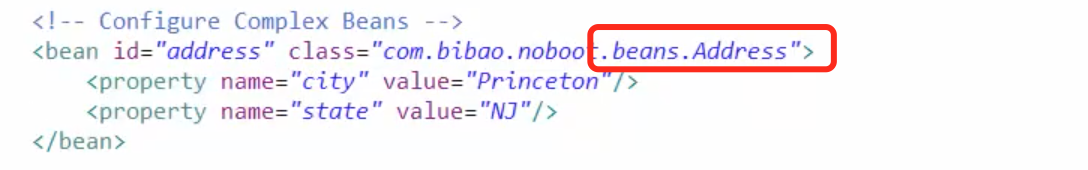 <!-- Configure Complex Beans -->
<bean id="address" class="com.bibao.noboot.beans.Address">
<property name="city" value="Princeton"/>
<property name="state" value="NJ"/>
</bean>